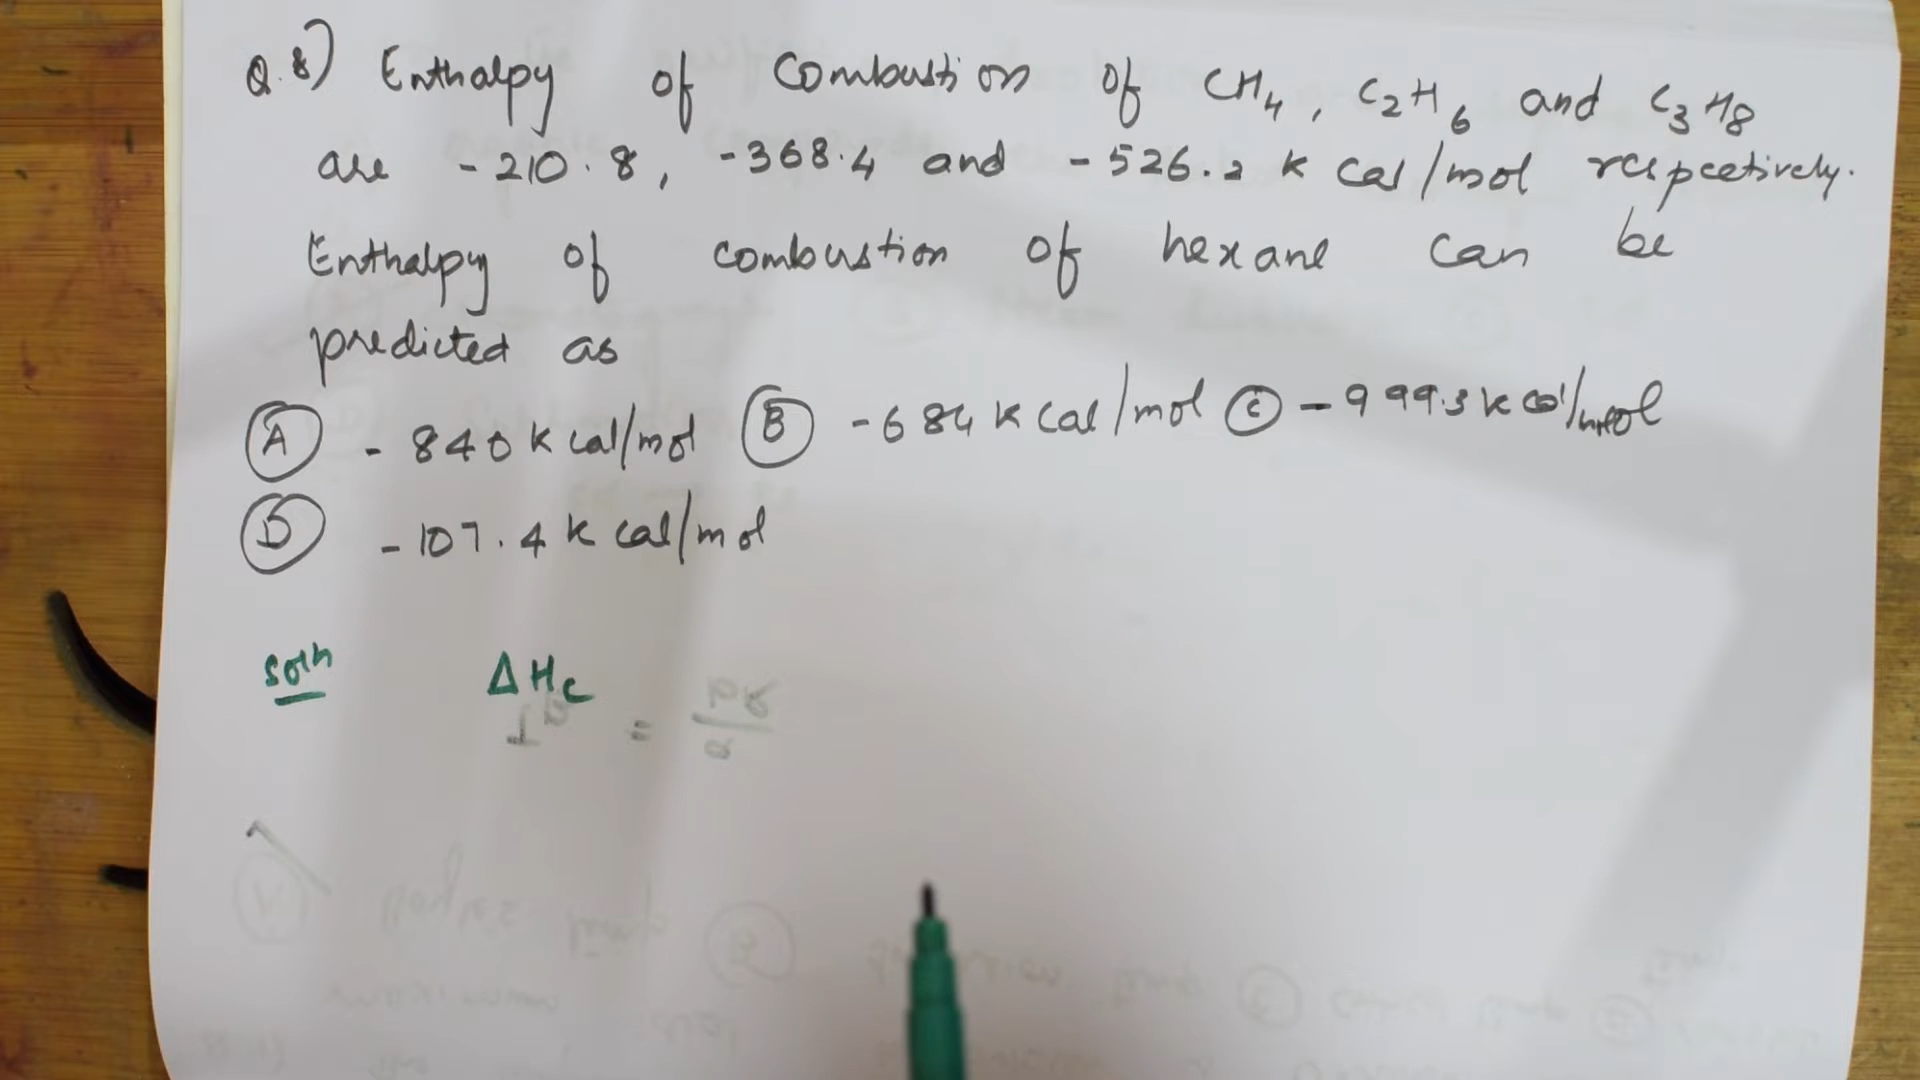 Q.8) Enthalpy of Combustion of CH₄, C₂H₆ and C₃H₈
are -210.8, -368.4 and -526.2 k Cal/mol respcetively.
Enthalpy of combustion of hexane can be
predicted as
(A) - 840 k cal/mol (B) -684 k Cal/mol (C) -999.3 k cal/mol
(D) -107.4 k cal/mol
Soln ΔHc